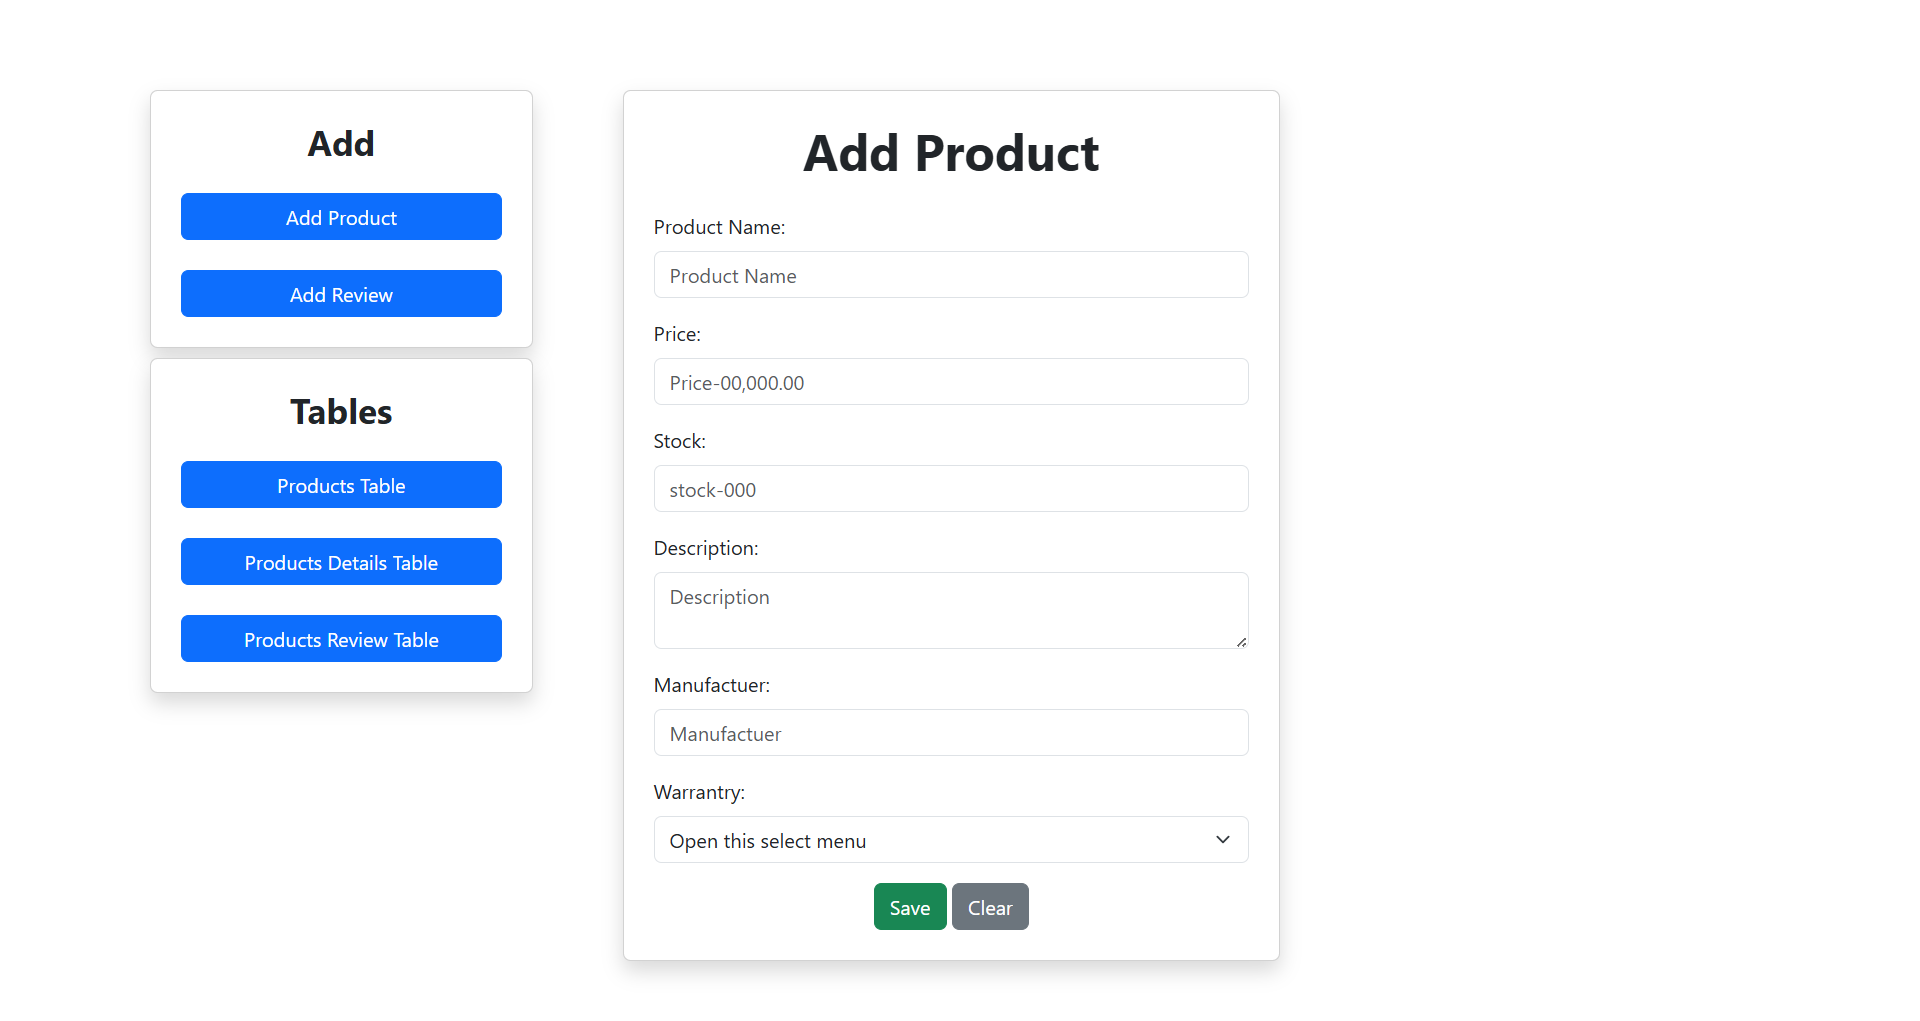 Add
Add Product
Add Review
Tables
Products Table
Products Details Table
Products Review Table
Add Product
Product Name:
Product Name
Price:
Price-00,000.00
Stock:
stock-000
Description:
Description
Manufactuer:
Manufactuer
Warrantry:
Open this select menu
Save Clear